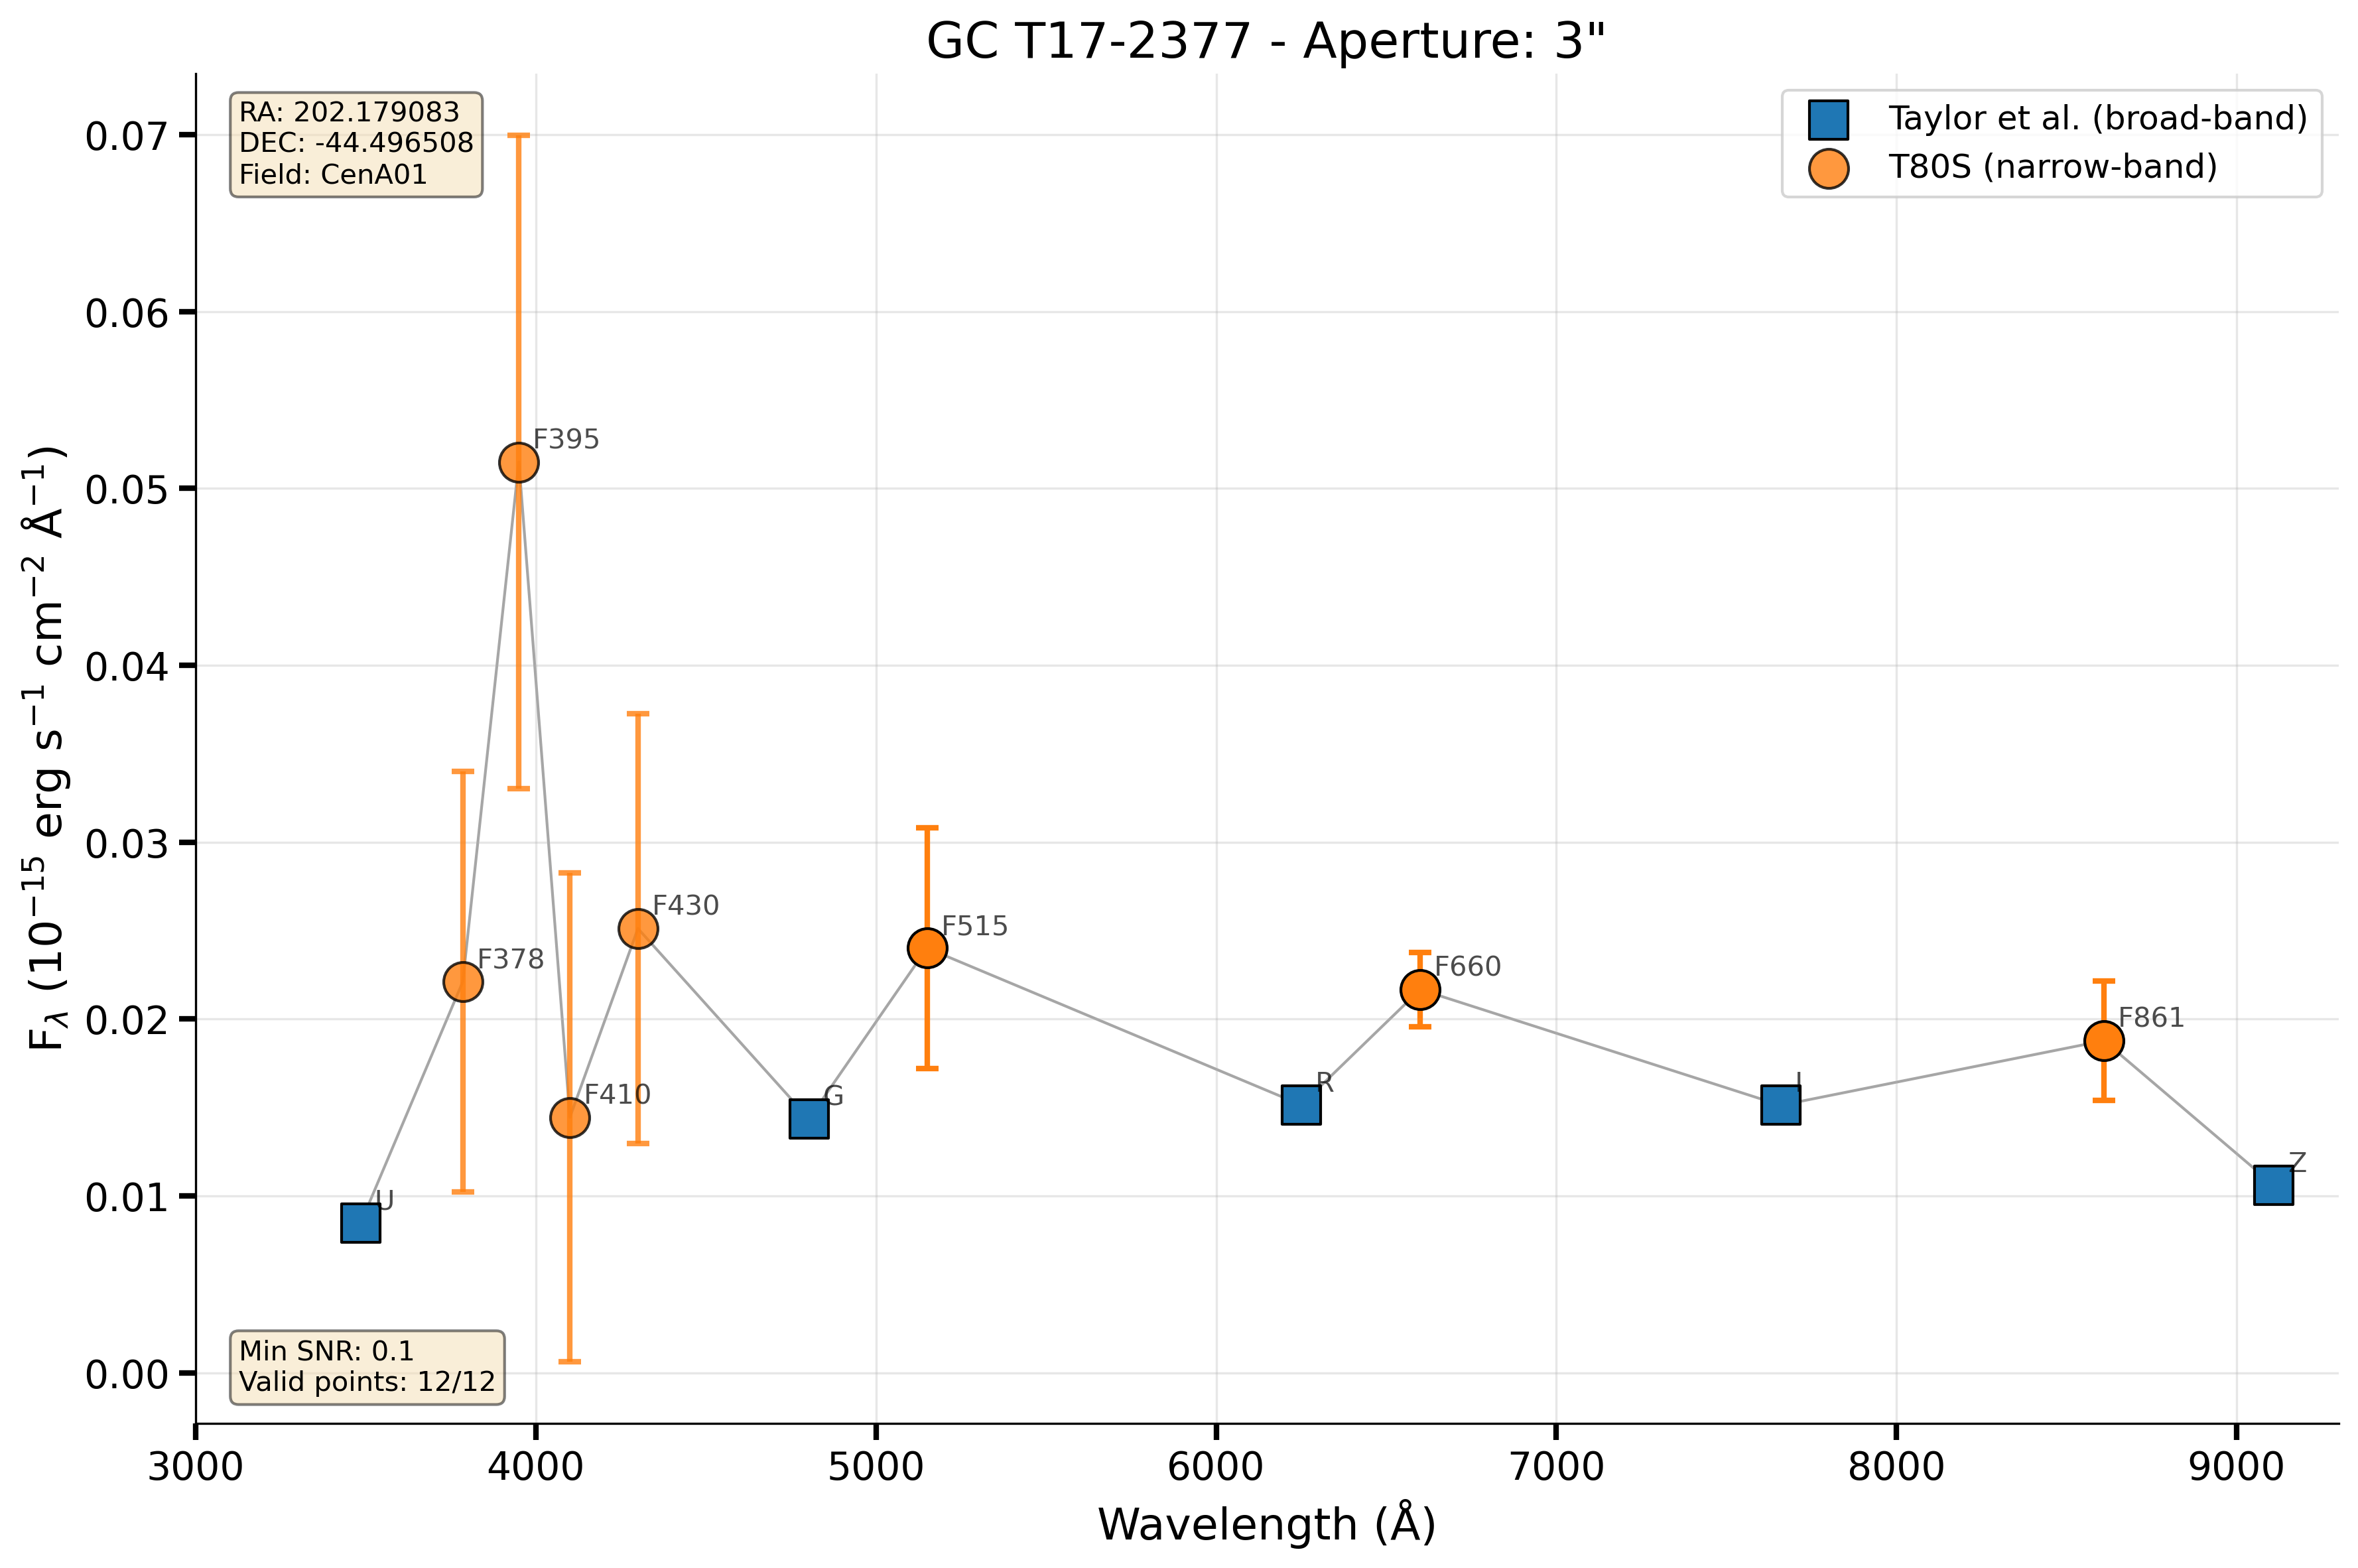 GC T17-2377 - Aperture: 3"
RA: 202.179083
DEC: -44.496508
Field: CenA01
Taylor et al. (broad-band)
T80S (narrow-band)
0.07
0.06
0.05
0.04
0.03
0.02
0.01
0.00
F_λ (10⁻¹⁵ erg s⁻¹ cm⁻² Å⁻¹)
F395
F430
F515
F378
F660
F861
F410
G
R
I
U
Z
Min SNR: 0.1
Valid points: 12/12
3000 4000 5000 6000 7000 8000 9000
Wavelength (Å)